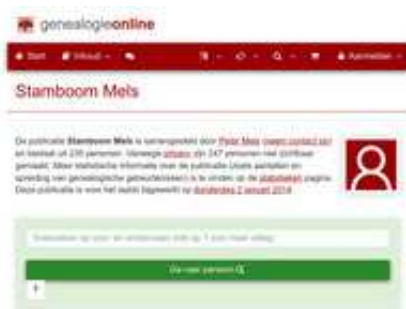 genealogieonline
Start Inhoud Aanmelden
Stamboom Mels
De publicatie Stamboom Mels is samengesteld door Peter Mels (neem contact op)
en bestaat uit 235 personen. Vanwege privacy zijn 247 personen niet zichtbaar
gemaakt. Meer statistische informatie over de publicatie (zoals aantallen en
spreiding van genealogische gebeurtenissen) is te vinden op de statistieken pagina.
Deze publicatie is voor het laatst bijgewerkt op donderdag 2 januari 2014
Ga naar persoon